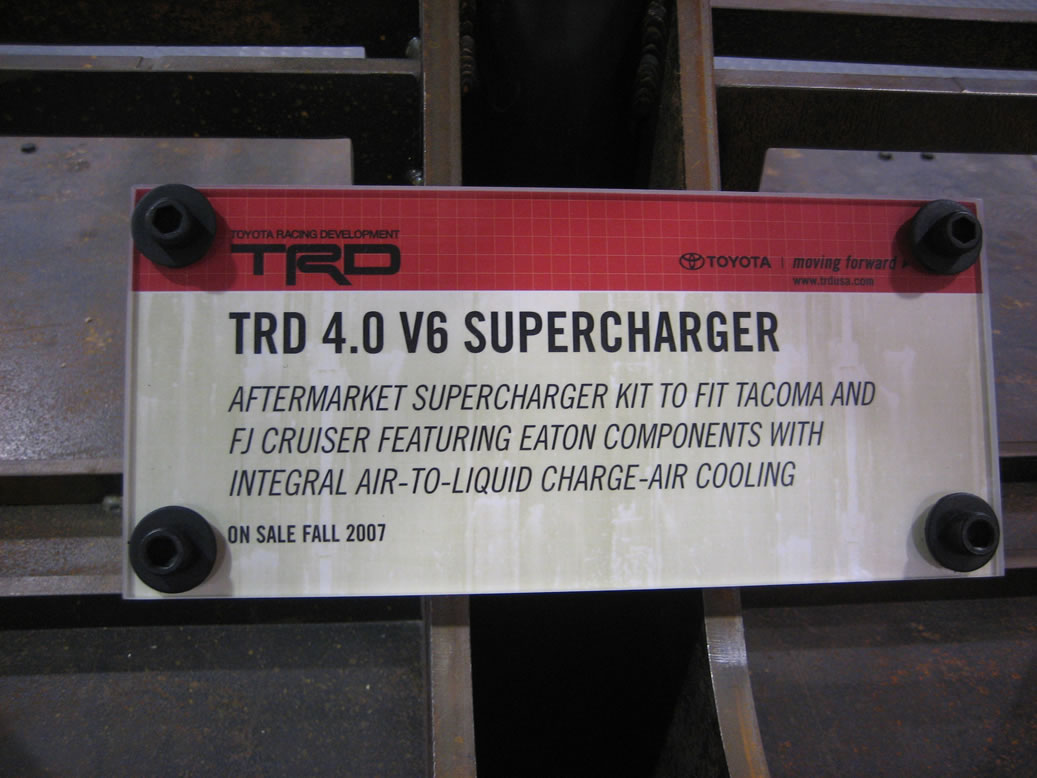 TOYOTA RACING DEVELOPMENT
TRD
TOYOTA | moving forward
www.trdusa.com
TRD 4.0 V6 SUPERCHARGER
AFTERMARKET SUPERCHARGER KIT TO FIT TACOMA AND
FJ CRUISER FEATURING EATON COMPONENTS WITH
INTEGRAL AIR-TO-LIQUID CHARGE-AIR COOLING
ON SALE FALL 2007